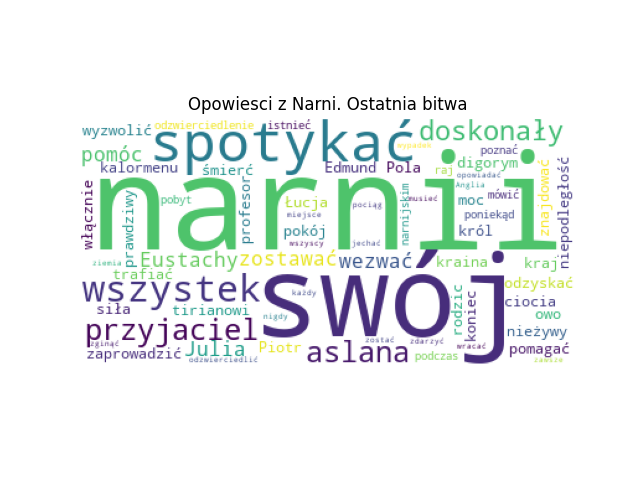 Opowiesci z Narni. Ostatnia bitwa
wyzwolić
odzwierciedlenie
istnieć
doskonały
spotykać
wypadek
poznać
pomóc
kalormenu
śmierć
Edmund
Pola
raj
digorym
opowiadać
narnii
włącznie
prawdziwy
pobyt
profesor
Łucja
miejsce
pociąg
narnijskim
musieć
Anglia
moc
mówić
znajdować
niepodległość
poniekąd
pokój
król
wszyscy
jechać
ziemia
Eustachy
zostawać
wezwać
kraina
kraj
trafiać
wszystek
swój
każdy
rodzic
koniec
odzyskać
ciocia
siła
tirianowi
nigdy
owo
przyjaciel
nieżywy
zginąć
zostać
zdarzyć
wracać
zaprowadzić
Julia
Piotr
aslana
podczas
pomagać
odzwierciedlić
zawsze